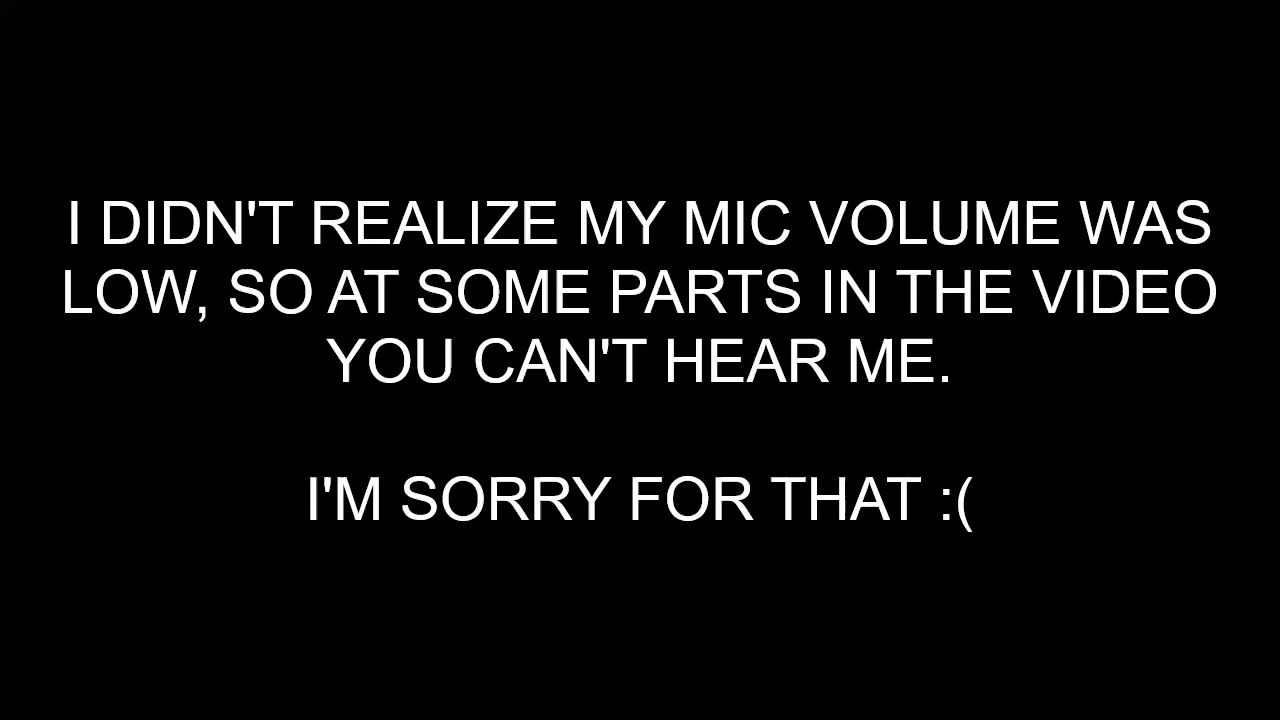 I DIDN'T REALIZE MY MIC VOLUME WAS
LOW, SO AT SOME PARTS IN THE VIDEO
YOU CAN'T HEAR ME.
I'M SORRY FOR THAT :(